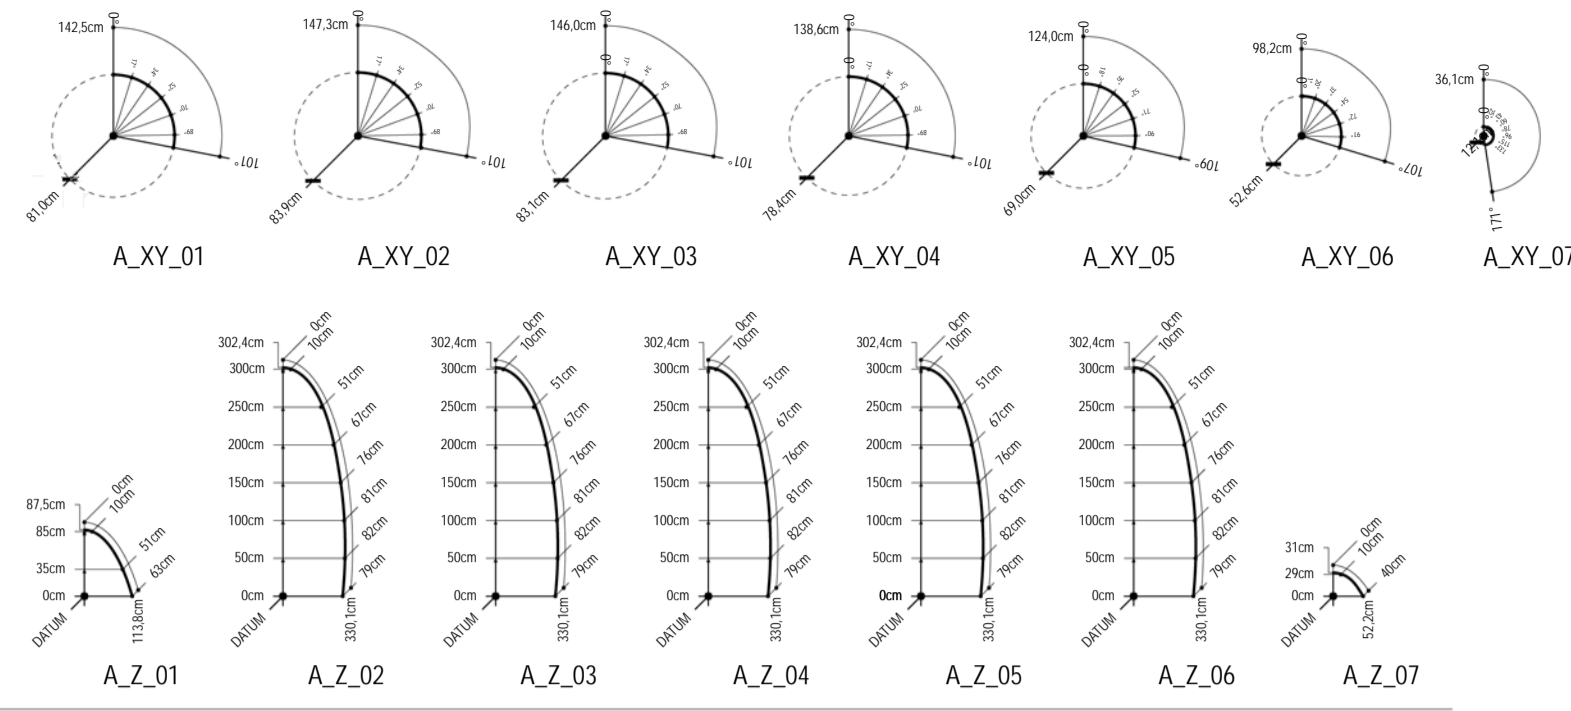 0°
142,5cm
17°
34°
52°
70°
89°
101°
81,0cm
A_XY_01
0°
147,3cm
17°
34°
52°
70°
89°
101°
83,9cm
A_XY_02
0°
146,0cm
0°
17°
34°
52°
70°
89°
101°
83,1cm
A_XY_03
0°
138,6cm
0°
17°
34°
52°
70°
89°
101°
78,4cm
A_XY_04
0°
124,0cm
0°
18°
52°
71°
90°
109°
69,0cm
A_XY_05
0°
98,2cm
0°
54°
72°
91°
107°
52,6cm
A_XY_06
0°
36,1cm
0°
171°
A_XY_07
87,5cm
85cm
35cm
0cm
0cm
10cm
51cm
63cm
113,8cm
DATUM
A_Z_01
302,4cm
300cm
250cm
200cm
150cm
100cm
50cm
0cm
0cm
10cm
51cm
67cm
76cm
81cm
82cm
79cm
330,1cm
DATUM
A_Z_02
302,4cm
300cm
250cm
200cm
150cm
100cm
50cm
0cm
0cm
10cm
51cm
67cm
76cm
81cm
82cm
79cm
330,1cm
DATUM
A_Z_03
302,4cm
300cm
250cm
200cm
150cm
100cm
50cm
0cm
0cm
10cm
51cm
67cm
76cm
81cm
82cm
79cm
330,1cm
DATUM
A_Z_04
302,4cm
300cm
250cm
200cm
150cm
100cm
50cm
0cm
0cm
10cm
51cm
67cm
76cm
81cm
82cm
79cm
330,1cm
DATUM
A_Z_05
302,4cm
300cm
250cm
200cm
150cm
100cm
50cm
0cm
0cm
10cm
51cm
67cm
76cm
81cm
82cm
79cm
330,1cm
DATUM
A_Z_06
31cm
29cm
0cm
0cm
10cm
40cm
52,2cm
DATUM
A_Z_07